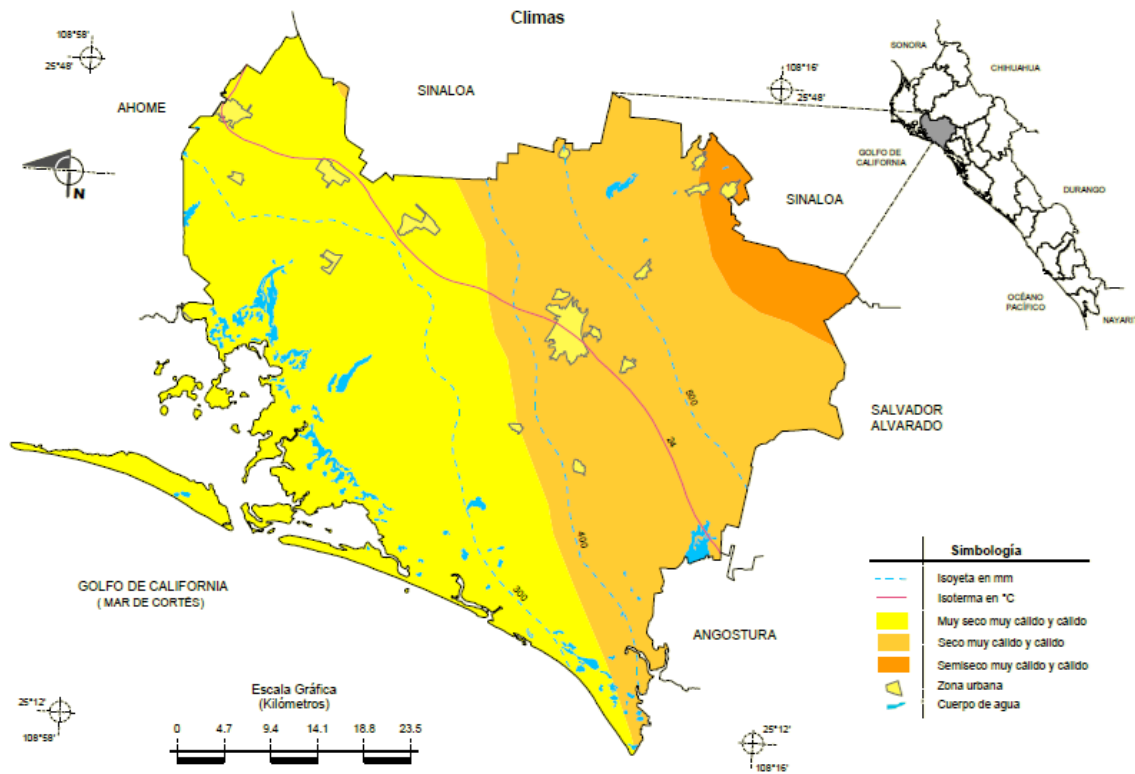 Climas
108°58'
25°48'
AHOME
SINALOA
108°16'
25°48'
SONORA
CHIHUAHUA
GOLFO DE
CALIFORNIA
DURANGO
OCÉANO
PACÍFICO
NAYARIT
N
SINALOA
SALVADOR
ALVARADO
600
24
400
300
GOLFO DE CALIFORNIA
( MAR DE CORTÉS)
ANGOSTURA
25°12'
108°58'
Escala Gráfica
(Kilómetros)
0 4.7 9.4 14.1 18.8 23.5
25°12'
108°16'
Simbología
Isoyeta en mm
Isoterma en °C
Muy seco muy cálido y cálido
Seco muy cálido y cálido
Semiseco muy cálido y cálido
Zona urbana
Cuerpo de agua